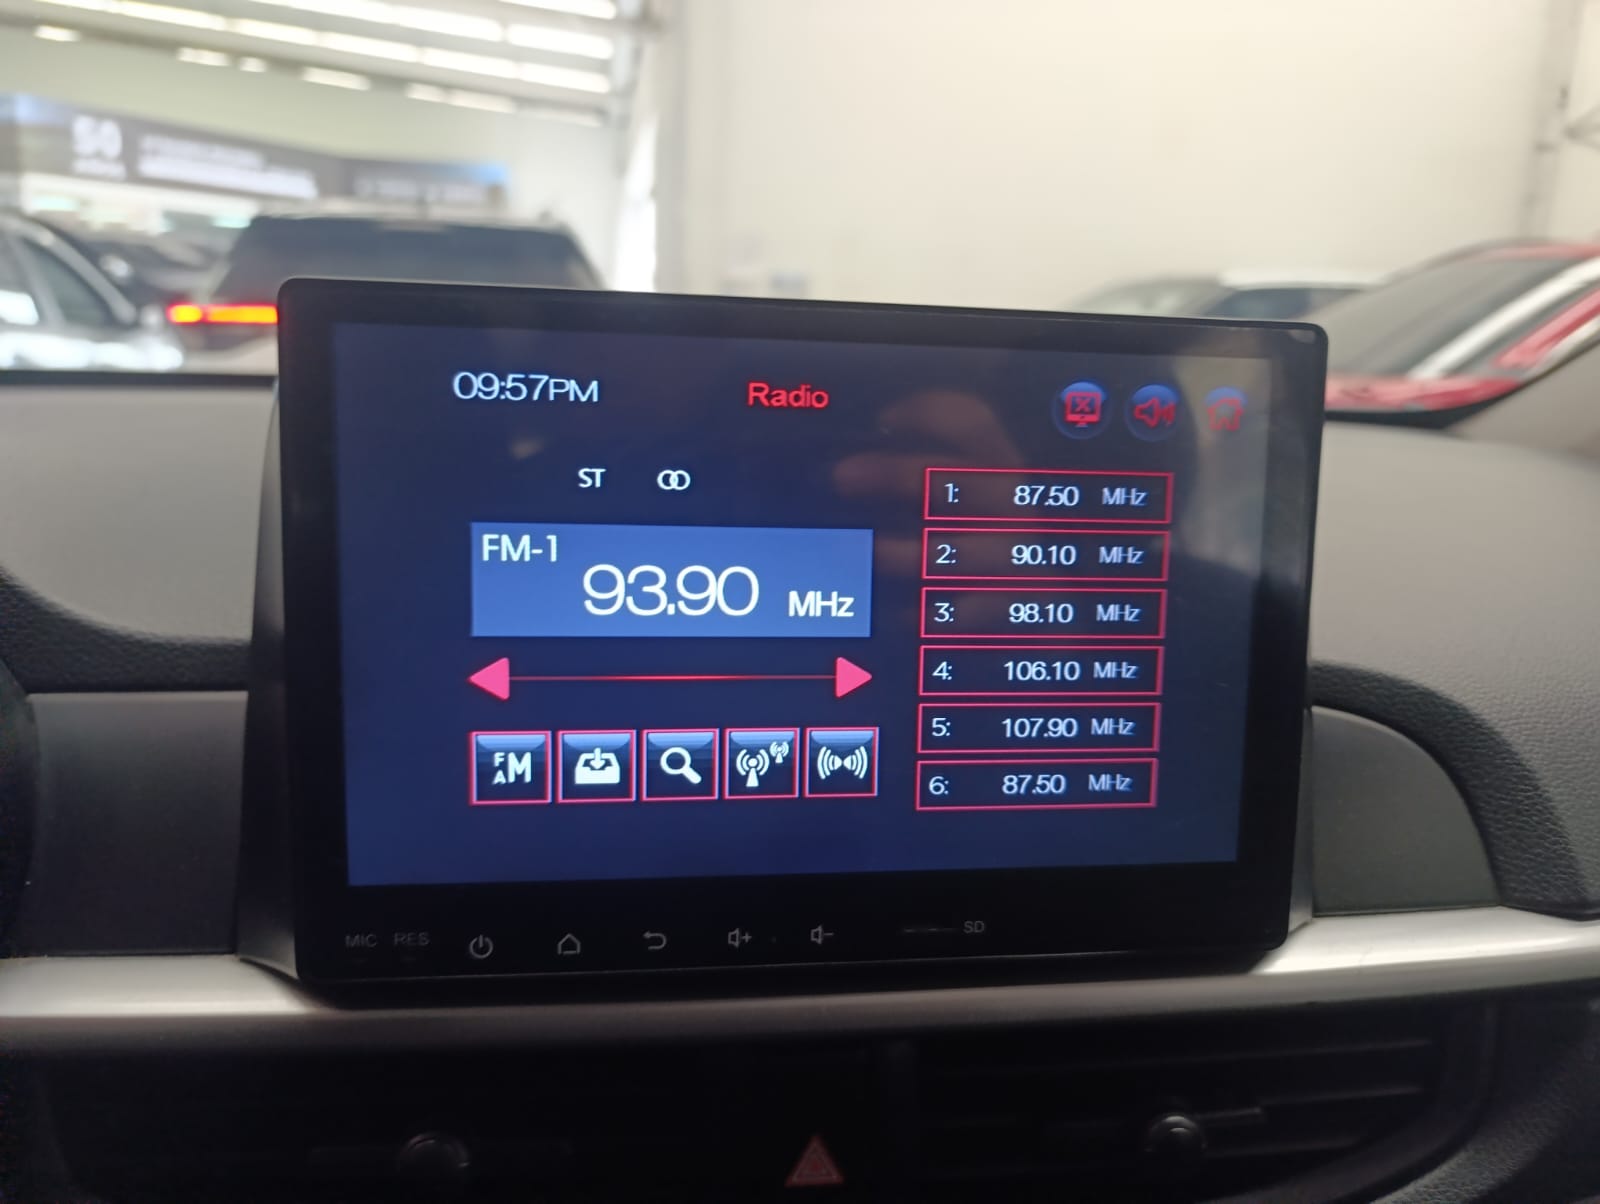 09:57PM Radio
ST
FM-1
93.90 MHz
FM
AM
1: 87.50 MHz
2: 90.10 MHz
3: 98.10 MHz
4: 106.10 MHz
5: 107.90 MHz
6: 87.50 MHz
MIC RES SD
50